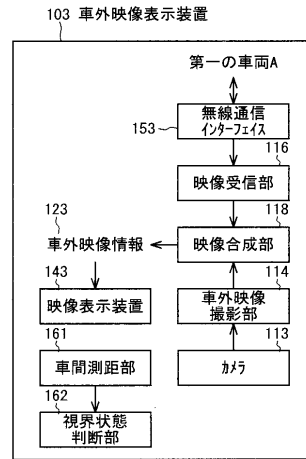 103 車外映像表示装置
第一の車両A
無線通信
インターフェイス
153
116
映像受信部
118
映像合成部
123
車外映像情報
143
映像表示装置
114
車外映像
撮影部
161
車間測距部
113
カメラ
162
視界状態
判断部